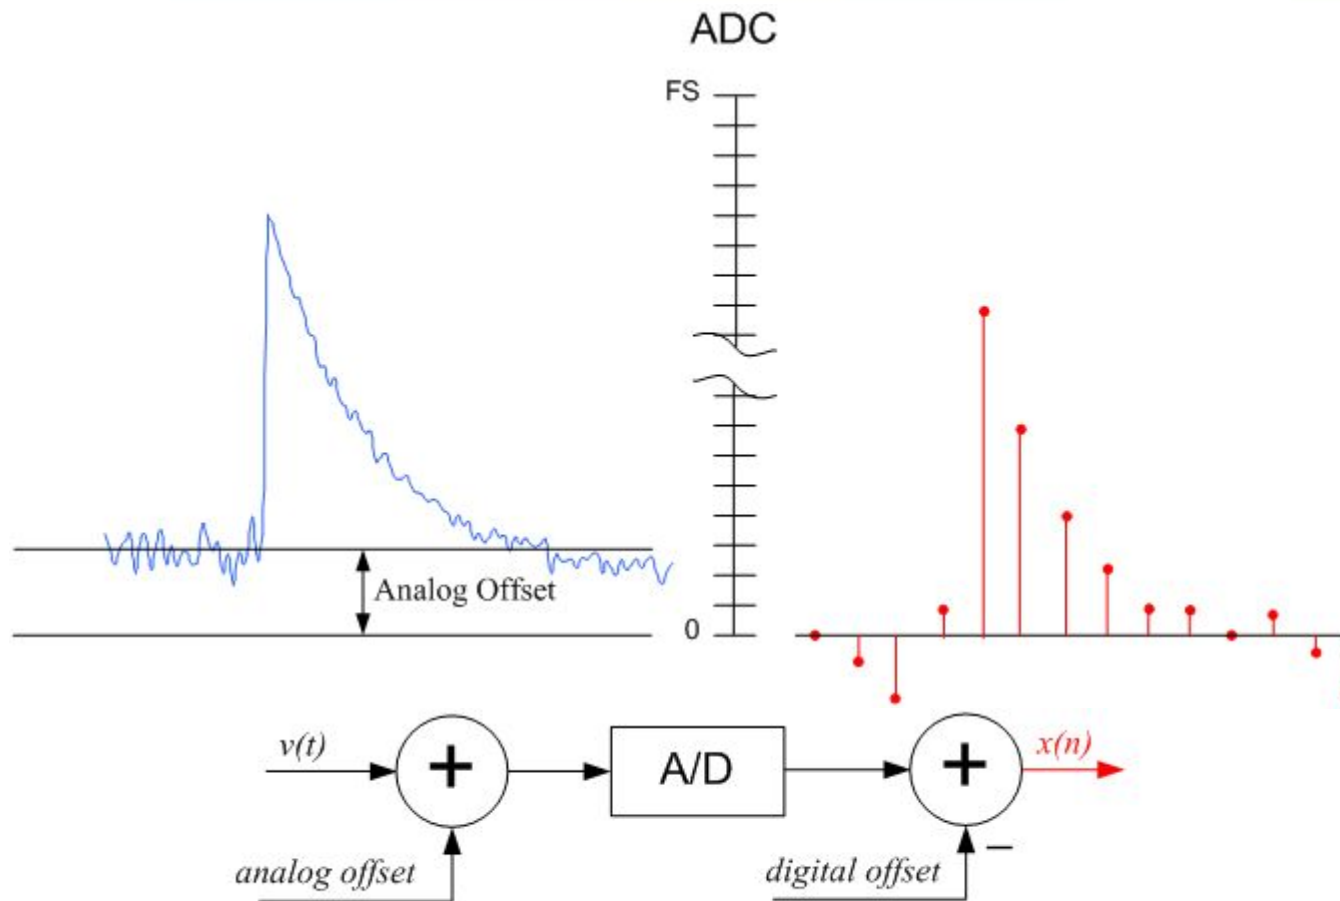 ADC
FS
Analog Offset
0
v(t)
+
A/D
+
x(n)
analog offset
digital offset
−